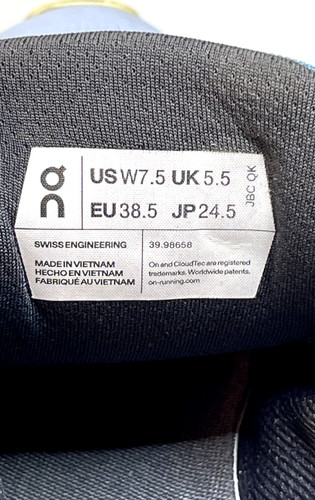 on
US W7.5 UK 5.5
EU 38.5 JP 24.5
JBC QK
SWISS ENGINEERING
39.98658
MADE IN VIETNAM
HECHO EN VIETNAM
FABRIQUÉ AU VIETNAM
On and CloudTec are registered
trademarks. Worldwide patents.
on-running.com